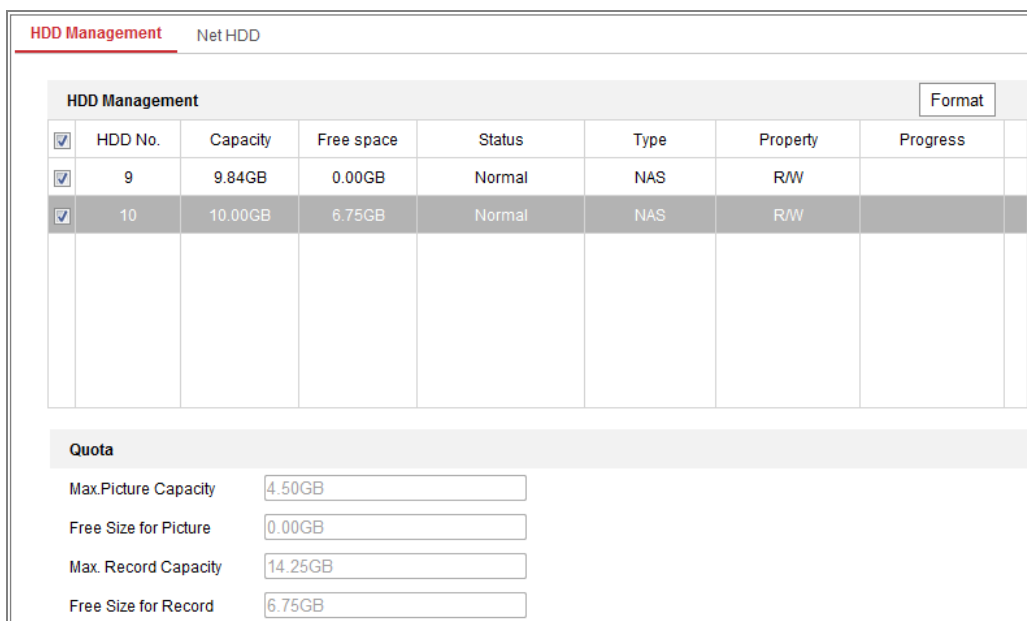 HDD Management Net HDD
HDD Management Format
HDD No. Capacity Free space Status Type Property Progress
9 9.84GB 0.00GB Normal NAS R/W
10 10.00GB 6.75GB Normal NAS R/W
Quota
Max.Picture Capacity 4.50GB
Free Size for Picture 0.00GB
Max. Record Capacity 14.25GB
Free Size for Record 6.75GB